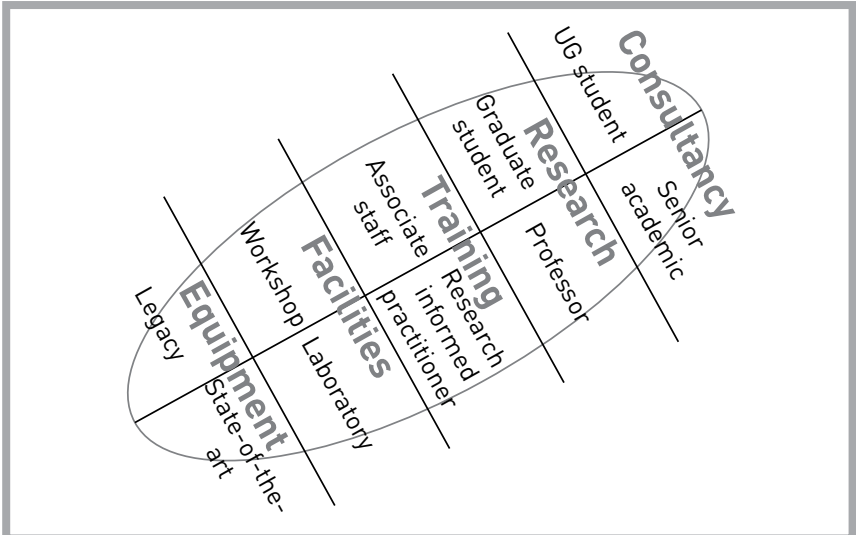 Consultancy
UG student
Senior
academic
Research
Graduate
student
Professor
Training
Associate
staff
Research
informed
practitioner
Facilities
Workshop
Laboratory
Equipment
Legacy
State-of-the-
art